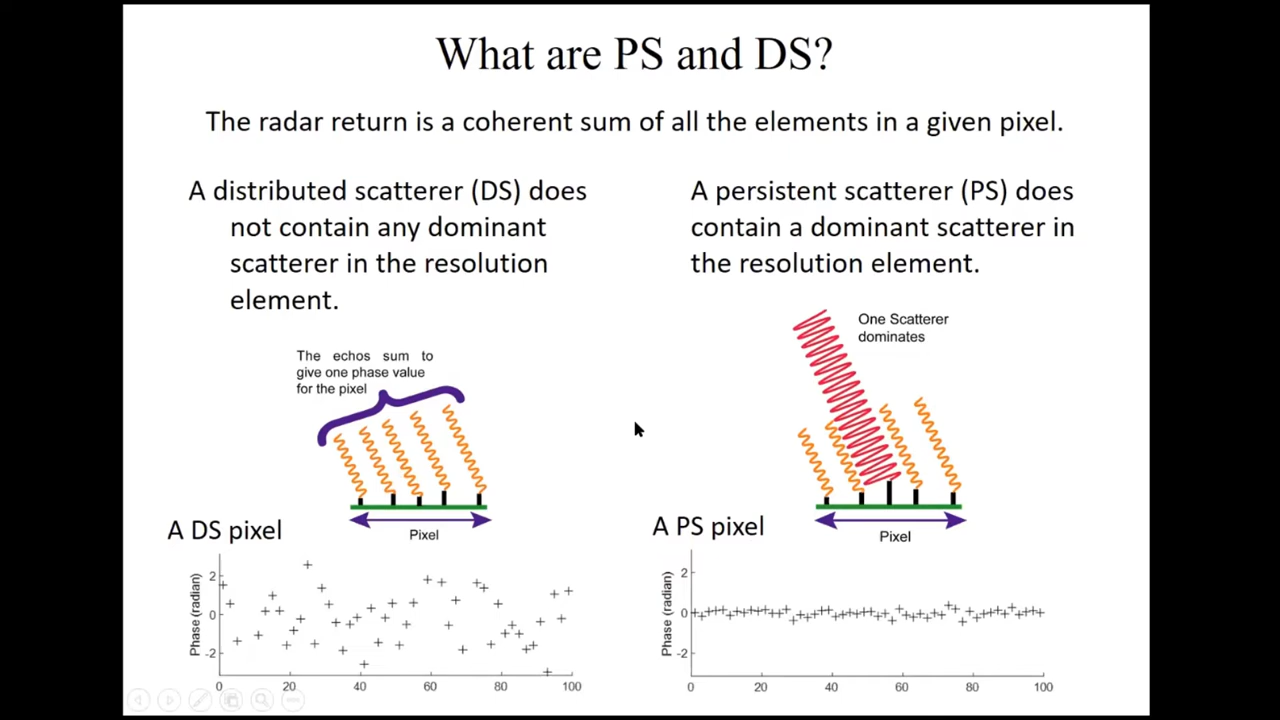 What are PS and DS?
The radar return is a coherent sum of all the elements in a given pixel.
A distributed scatterer (DS) does
not contain any dominant
scatterer in the resolution
element.
The echos sum to
give one phase value
for the pixel
Pixel
A DS pixel
Phase (radian)
2
0
-2
0 20 40 60 80 100
A persistent scatterer (PS) does
contain a dominant scatterer in
the resolution element.
One Scatterer
dominates
Pixel
A PS pixel
Phase (radian)
2
0
-2
0 20 40 60 80 100